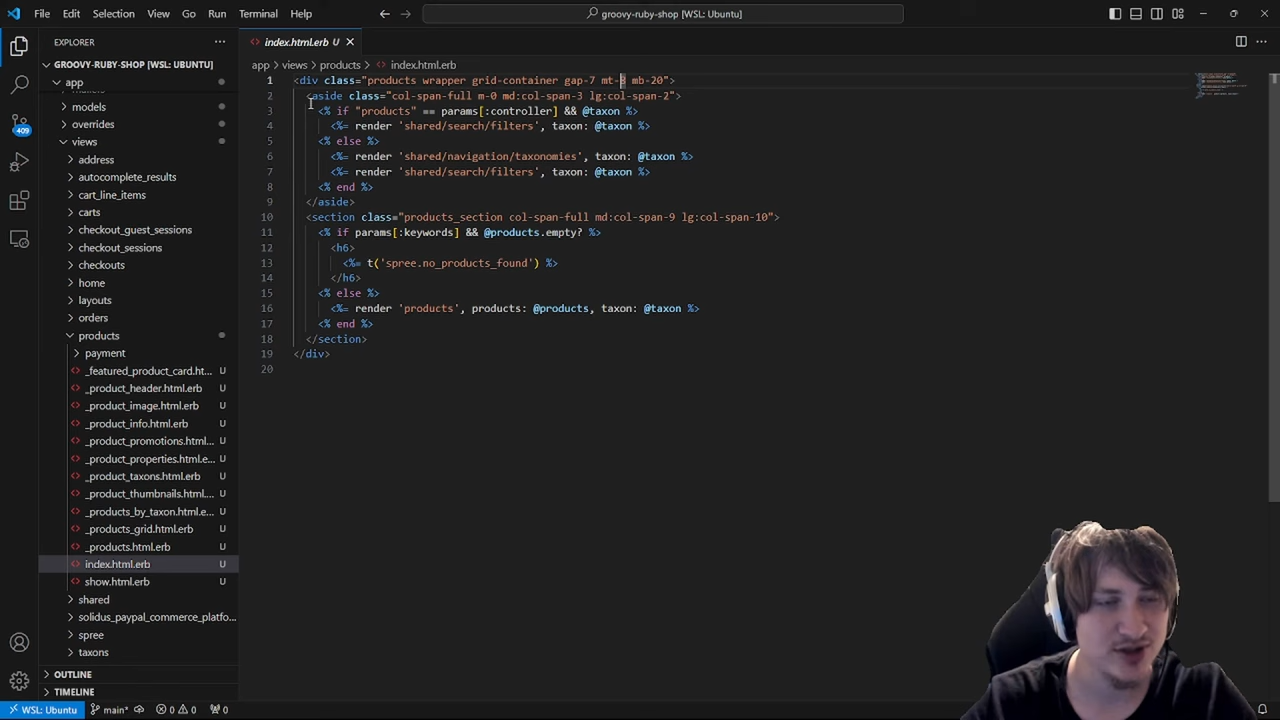 File Edit Selection View Go Run Terminal Help
groovy-ruby-shop [WSL: Ubuntu]
EXPLORER
GROOVY-RUBY-SHOP [WSL: UBUNTU]
app
models
overrides
views
address
autocomplete_results
cart_line_items
carts
checkout_guest_sessions
checkout_sessions
checkouts
home
layouts
orders
products
payment
_featured_product_card.ht... U
_product_header.html.erb U
_product_image.html.erb U
_product_info.html.erb U
_product_promotions.html... U
_product_properties.html.e... U
_product_taxons.html.erb U
_product_thumbnails.html... U
_products_by_taxon.html.e... U
_products_grid.html.erb U
_products.html.erb U
index.html.erb U
show.html.erb U
shared
solidus_paypal_commerce_platfo...
spree
taxons
OUTLINE
TIMELINE
409
index.html.erb U
app > views > products > index.html.erb
1 <div class="products wrapper grid-container gap-7 mt-8 mb-20">
2 <aside class="col-span-full m-0 md:col-span-3 lg:col-span-2">
3 <% if "products" == params[:controller] && @taxon %>
4 <%= render 'shared/search/filters', taxon: @taxon %>
5 <% else %>
6 <%= render 'shared/navigation/taxonomies', taxon: @taxon %>
7 <%= render 'shared/search/filters', taxon: @taxon %>
8 <% end %>
9 </aside>
10 <section class="products_section col-span-full md:col-span-9 lg:col-span-10">
11 <% if params[:keywords] && @products.empty? %>
12 <h6>
13 <%= t('spree.no_products_found') %>
14 </h6>
15 <% else %>
16 <%= render 'products', products: @products, taxon: @taxon %>
17 <% end %>
18 </section>
19 </div>
20
WSL: Ubuntu main* 0 0 0